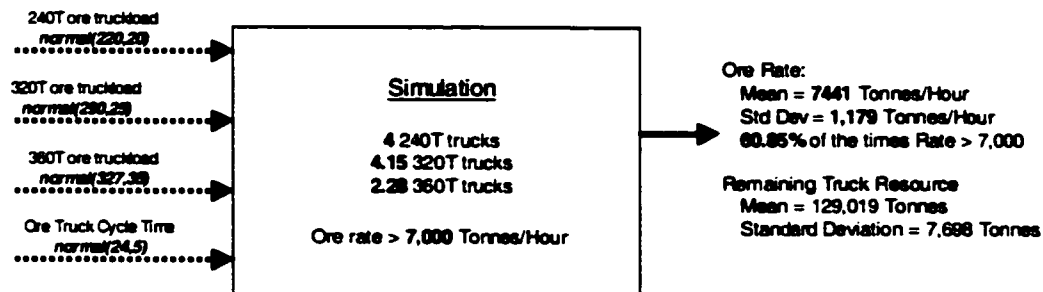 240T ore truckload
normal(220,20)
320T ore truckload
normal(290,25)
360T ore truckload
normal(327,38)
Ore Truck Cycle Time
normal(24,5)
Simulation
4 240T trucks
4.15 320T trucks
2.28 360T trucks
Ore rate > 7,000 Tonnes/Hour
Ore Rate:
Mean = 7441 Tonnes/Hour
Std Dev = 1,179 Tonnes/Hour
60.85% of the times Rate > 7,000
Remaining Truck Resource
Mean = 129,019 Tonnes
Standard Deviation = 7,698 Tonnes